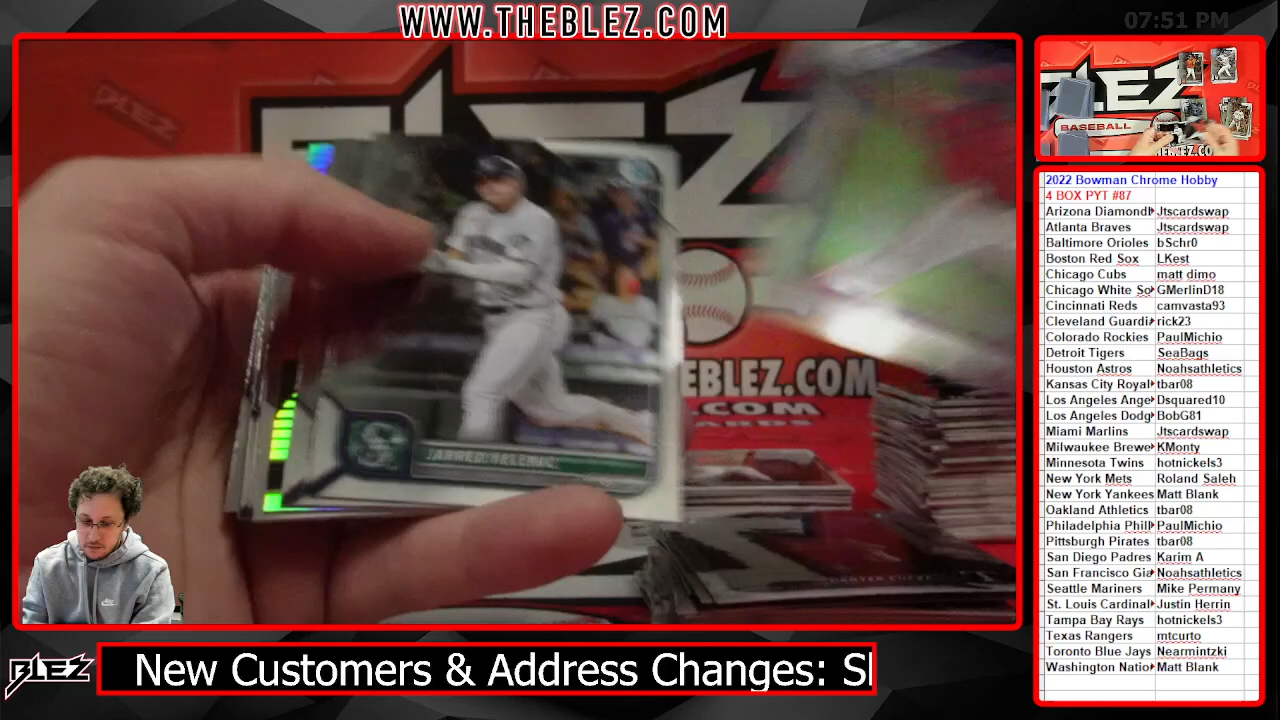 WWW.THEBLEZ.COM
07:51 PM
BLEZ
EBLEZ.COM
.COM
JARRED KELENIC
EZ
BASEBALL
2022 Bowman Chrome Hobby
4 BOX PYT #87
Arizona Diamondb Jtscardswap
Atlanta Braves Jtscardswap
Baltimore Orioles bSchr0
Boston Red Sox LKest
Chicago Cubs matt dimo
Chicago White So GMerlinD18
Cincinnati Reds camvasta93
Cleveland Guardi rick23
Colorado Rockies PaulMichio
Detroit Tigers SeaBags
Houston Astros Noahsathletics
Kansas City Royal tbar08
Los Angeles Ange Dsquared10
Los Angeles Dodg BobG81
Miami Marlins Jtscardswap
Milwaukee Brewe KMonty
Minnesota Twins hotnickels3
New York Mets Roland Saleh
New York Yankees Matt Blank
Oakland Athletics tbar08
Philadelphia Phill PaulMichio
Pittsburgh Pirates tbar08
San Diego Padres Karim A
San Francisco Gia Noahsathletics
Seattle Mariners Mike Permany
St. Louis Cardinal Justin Herrin
Tampa Bay Rays hotnickels3
Texas Rangers mtcurto
Toronto Blue Jays Nearmintzki
Washington Natio Matt Blank
BLEZ
New Customers & Address Changes: Sl